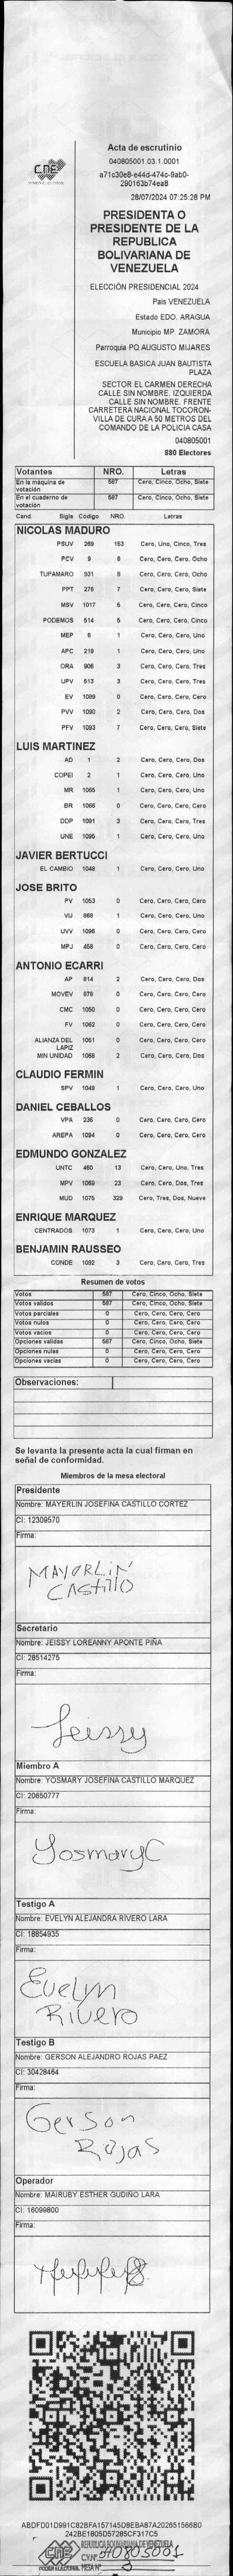 Acta de escrutinio
040805001.03.1.0001
a71c30e8-e44d-474c-9ab0-
290163b74ea8
28/07/2024 07:25:28 PM
CNE
PODER ELECTORAL
PRESIDENTA O
PRESIDENTE DE LA
REPUBLICA
BOLIVARIANA DE
VENEZUELA
ELECCIÓN PRESIDENCIAL 2024
Pais VENEZUELA
Estado EDO. ARAGUA
Municipio MP. ZAMORA
Parroquia PQ AUGUSTO MIJARES
ESCUELA BASICA JUAN BAUTISTA
PLAZA
SECTOR EL CARMEN DERECHA
CALLE SIN NOMBRE. IZQUIERDA
CALLE SIN NOMBRE. FRENTE
CARRETERA NACIONAL TOCORON-
VILLA DE CURA A 50 METROS DEL
COMANDO DE LA POLICIA CASA
040805001
880 Electores
Votantes NRO. Letras
En la máquina de votación 587 Cero, Cinco, Ocho, Siete
En el cuaderno de votación 587 Cero, Cinco, Ocho, Siete
Cand. Sigla Código NRO. Letras
NICOLAS MADURO
PSUV 269 153 Cero, Uno, Cinco, Tres
PCV 9 8 Cero, Cero, Cero, Ocho
TUPAMARO 931 8 Cero, Cero, Cero, Ocho
PPT 275 7 Cero, Cero, Cero, Siete
MSV 1017 5 Cero, Cero, Cero, Cinco
PODEMOS 514 5 Cero, Cero, Cero, Cinco
MEP 6 1 Cero, Cero, Cero, Uno
APC 219 1 Cero, Cero, Cero, Uno
ORA 906 3 Cero, Cero, Cero, Tres
UPV 513 3 Cero, Cero, Cero, Tres
EV 1089 0 Cero, Cero, Cero, Cero
PVV 1090 2 Cero, Cero, Cero, Dos
PFV 1093 7 Cero, Cero, Cero, Siete
LUIS MARTINEZ
AD 1 2 Cero, Cero, Cero, Dos
COPEI 2 1 Cero, Cero, Cero, Uno
MR 1065 1 Cero, Cero, Cero, Uno
BR 1066 0 Cero, Cero, Cero, Cero
DDP 1091 3 Cero, Cero, Cero, Tres
UNE 1095 1 Cero, Cero, Cero, Uno
JAVIER BERTUCCI
EL CAMBIO 1048 1 Cero, Cero, Cero, Uno
JOSE BRITO
PV 1053 0 Cero, Cero, Cero, Cero
VU 868 1 Cero, Cero, Cero, Uno
UVV 1096 0 Cero, Cero, Cero, Cero
MPJ 458 0 Cero, Cero, Cero, Cero
ANTONIO ECARRI
AP 814 2 Cero, Cero, Cero, Dos
MOVEV 878 0 Cero, Cero, Cero, Cero
CMC 1050 0 Cero, Cero, Cero, Cero
FV 1062 0 Cero, Cero, Cero, Cero
ALIANZA DEL LAPIZ 1051 0 Cero, Cero, Cero, Cero
MIN UNIDAD 1068 2 Cero, Cero, Cero, Dos
CLAUDIO FERMIN
SPV 1049 1 Cero, Cero, Cero, Uno
DANIEL CEBALLOS
VPA 236 0 Cero, Cero, Cero, Cero
AREPA 1094 0 Cero, Cero, Cero, Cero
EDMUNDO GONZALEZ
UNTC 460 13 Cero, Cero, Uno, Tres
MPV 1069 23 Cero, Cero, Dos, Tres
MUD 1075 329 Cero, Tres, Dos, Nueve
ENRIQUE MARQUEZ
CENTRADOS 1073 1 Cero, Cero, Cero, Uno
BENJAMIN RAUSSEO
CONDE 1092 3 Cero, Cero, Cero, Tres
Resumen de votos
Votos 587 Cero, Cinco, Ocho, Siete
Votos validos 587 Cero, Cinco, Ocho, Siete
Votos parciales 0 Cero, Cero, Cero, Cero
Votos nulos 0 Cero, Cero, Cero, Cero
Votos vacíos 0 Cero, Cero, Cero, Cero
Opciones validas 587 Cero, Cinco, Ocho, Siete
Opciones nulas 0 Cero, Cero, Cero, Cero
Opciones vacias 0 Cero, Cero, Cero, Cero
Observaciones:
Se levanta la presente acta la cual firman en
señal de conformidad.
Miembros de la mesa electoral
Presidente
Nombre: MAYERLIN JOSEFINA CASTILLO CORTEZ
CI: 12309570
Firma:
MAYERLIN
CASTILLO
Secretario
Nombre: JEISSY LOREANNY APONTE PIÑA
CI: 28514275
Firma:
Jeissy
Miembro A
Nombre: YOSMARY JOSEFINA CASTILLO MARQUEZ
CI: 20650777
Firma:
YosmaryC
Testigo A
Nombre: EVELYN ALEJANDRA RIVERO LARA
CI: 18854935
Firma:
Evelyn
Rivero
Testigo B
Nombre: GERSON ALEJANDRO ROJAS PAEZ
CI: 30428464
Firma:
Gerson
Rojas
Operador
Nombre: MAIRUBY ESTHER GUDIÑO LARA
CI: 16099800
Firma:
ABDFD01D991C82BFA157145D8EBA87A202651566B0
242BE1805D57285CF317C5
CNE REPUBLICA BOLIVARIANA DE VENEZUELA
C.V.Nº 040805001
PODER ELECTORAL MESA Nº 3